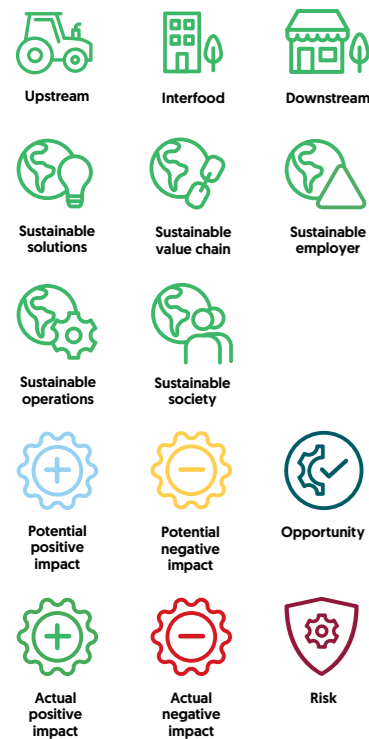 Upstream
Interfood
Downstream
Sustainable
solutions
Sustainable
value chain
Sustainable
employer
Sustainable
operations
Sustainable
society
Potential
positive
impact
Potential
negative
impact
Opportunity
Actual
positive
impact
Actual
negative
impact
Risk